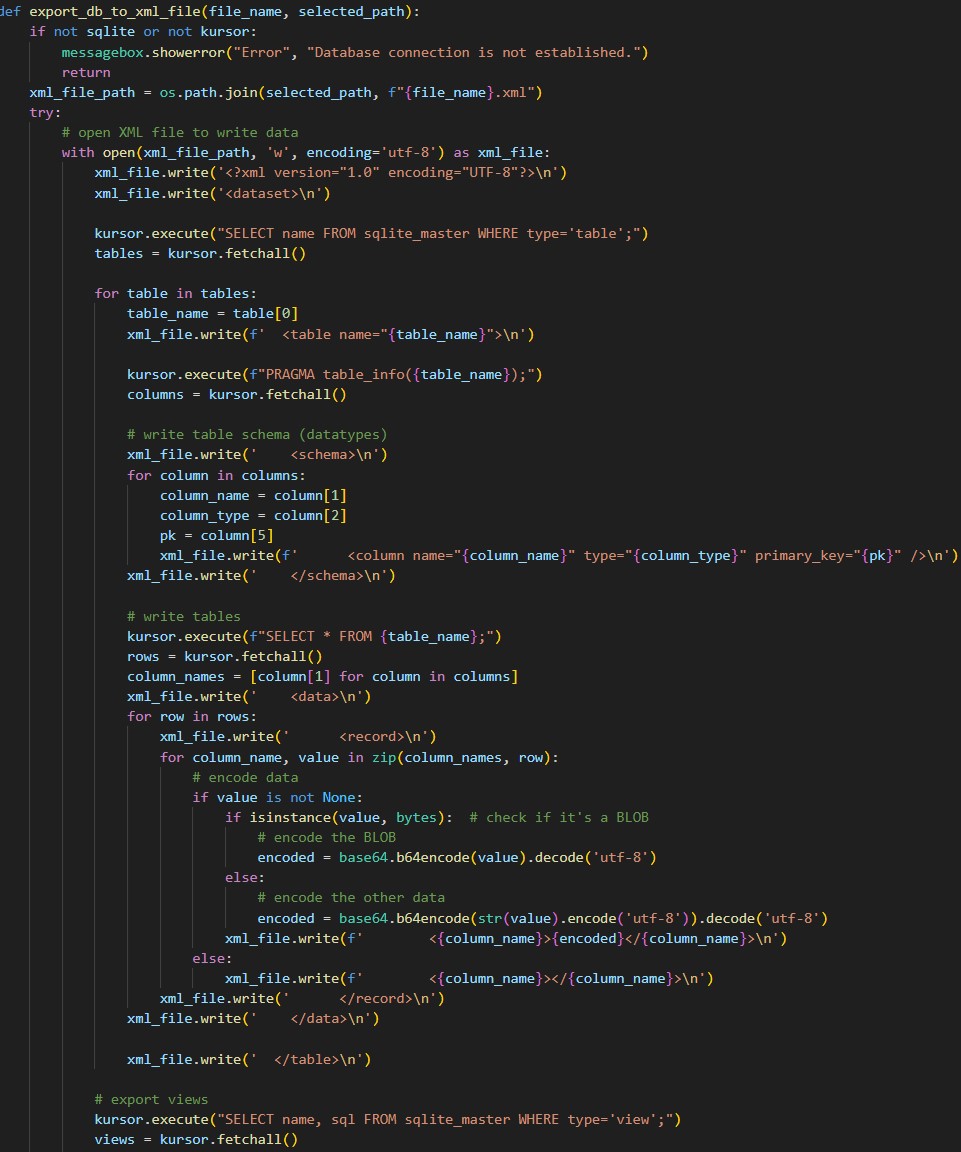 def export_db_to_xml_file(file_name, selected_path):
    if not sqlite or not kursor:
        messagebox.showerror("Error", "Database connection is not established.")
        return
    xml_file_path = os.path.join(selected_path, f"{file_name}.xml")
    try:
        # open XML file to write data
        with open(xml_file_path, 'w', encoding='utf-8') as xml_file:
            xml_file.write('<?xml version="1.0" encoding="UTF-8"?>\n')
            xml_file.write('<dataset>\n')

            kursor.execute("SELECT name FROM sqlite_master WHERE type='table';")
            tables = kursor.fetchall()

            for table in tables:
                table_name = table[0]
                xml_file.write(f'  <table name="{table_name}">\n')

                kursor.execute(f"PRAGMA table_info({table_name});")
                columns = kursor.fetchall()

                # write table schema (datatypes)
                xml_file.write('    <schema>\n')
                for column in columns:
                    column_name = column[1]
                    column_type = column[2]
                    pk = column[5]
                    xml_file.write(f'      <column name="{column_name}" type="{column_type}" primary_key="{pk}" />\n')
                xml_file.write('    </schema>\n')

                # write tables
                kursor.execute(f"SELECT * FROM {table_name};")
                rows = kursor.fetchall()
                column_names = [column[1] for column in columns]
                xml_file.write('    <data>\n')
                for row in rows:
                    xml_file.write('      <record>\n')
                    for column_name, value in zip(column_names, row):
                        # encode data
                        if value is not None:
                            if isinstance(value, bytes):  # check if it's a BLOB
                                # encode the BLOB
                                encoded = base64.b64encode(value).decode('utf-8')
                            else:
                                # encode the other data
                                encoded = base64.b64encode(str(value).encode('utf-8')).decode('utf-8')
                            xml_file.write(f'        <{column_name}>{encoded}</{column_name}>\n')
                        else:
                            xml_file.write(f'        <{column_name}></{column_name}>\n')
                    xml_file.write('      </record>\n')
                xml_file.write('    </data>\n')

                xml_file.write('  </table>\n')

            # export views
            kursor.execute("SELECT name, sql FROM sqlite_master WHERE type='view';")
            views = kursor.fetchall()